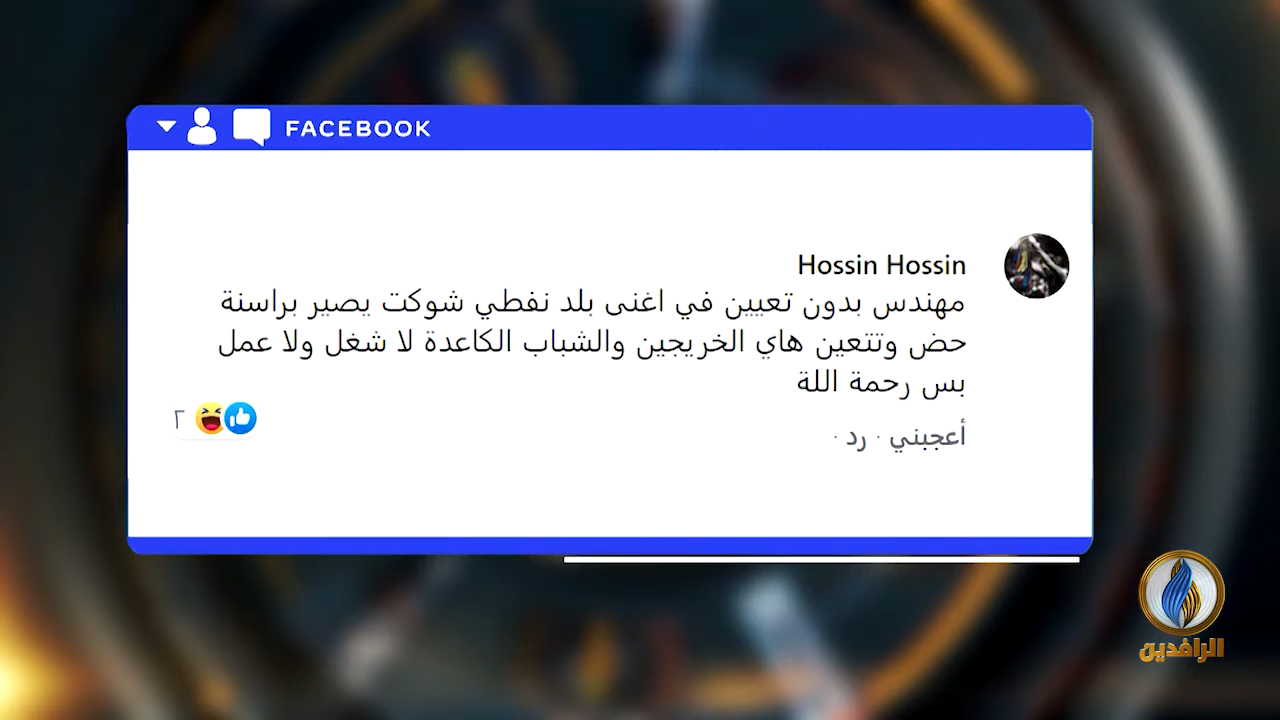 FACEBOOK
Hossin Hossin
مهندس بدون تعيين في اغنى بلد نفطي شوكت يصير براسنة
حض وتتعين هاي الخريجين والشباب الكاعدة لا شغل ولا عمل
بس رحمة اللة
٢
أعجبني · رد ·
الرافدين